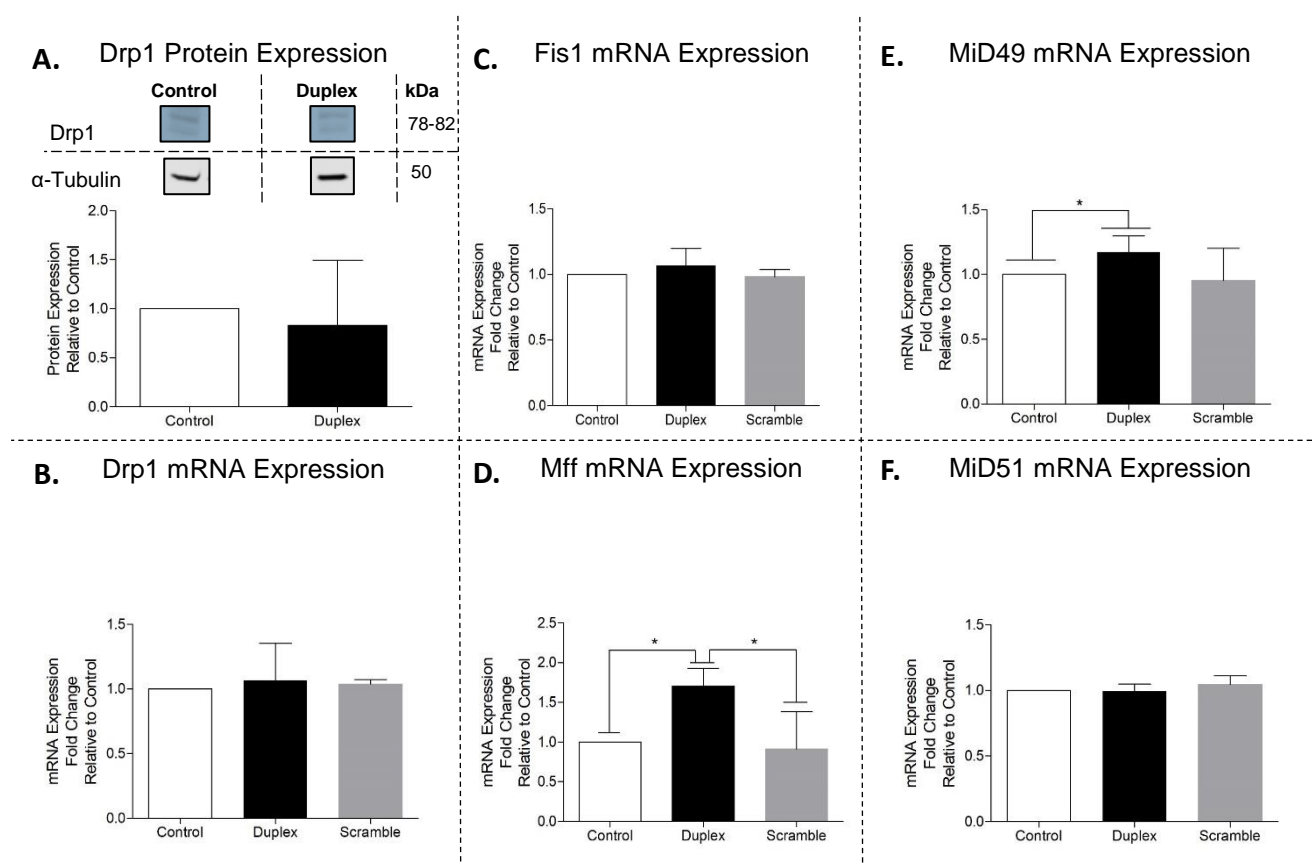 A. Drp1 Protein Expression
Control Duplex kDa
Drp1 78-82
α-Tubulin 50
Protein Expression
Relative to Control
2.0
1.5
1.0
0.5
0.0
Control Duplex
B. Drp1 mRNA Expression
mRNA Expression
Fold Change
Relative to Control
1.5
1.0
0.5
0.0
Control Duplex Scramble
C. Fis1 mRNA Expression
mRNA Expression
Fold Change
Relative to Control
1.5
1.0
0.5
0.0
Control Duplex Scramble
D. Mff mRNA Expression
mRNA Expression
Fold Change
Relative to Control
2.5
2.0
1.5
1.0
0.5
0.0
* *
Control Duplex Scramble
E. MiD49 mRNA Expression
mRNA Expression
Fold Change
Relative to Control
1.5
1.0
0.5
0.0
*
Control Duplex Scramble
F. MiD51 mRNA Expression
mRNA Expression
Fold Change
Relative to Control
1.5
1.0
0.5
0.0
Control Duplex Scramble